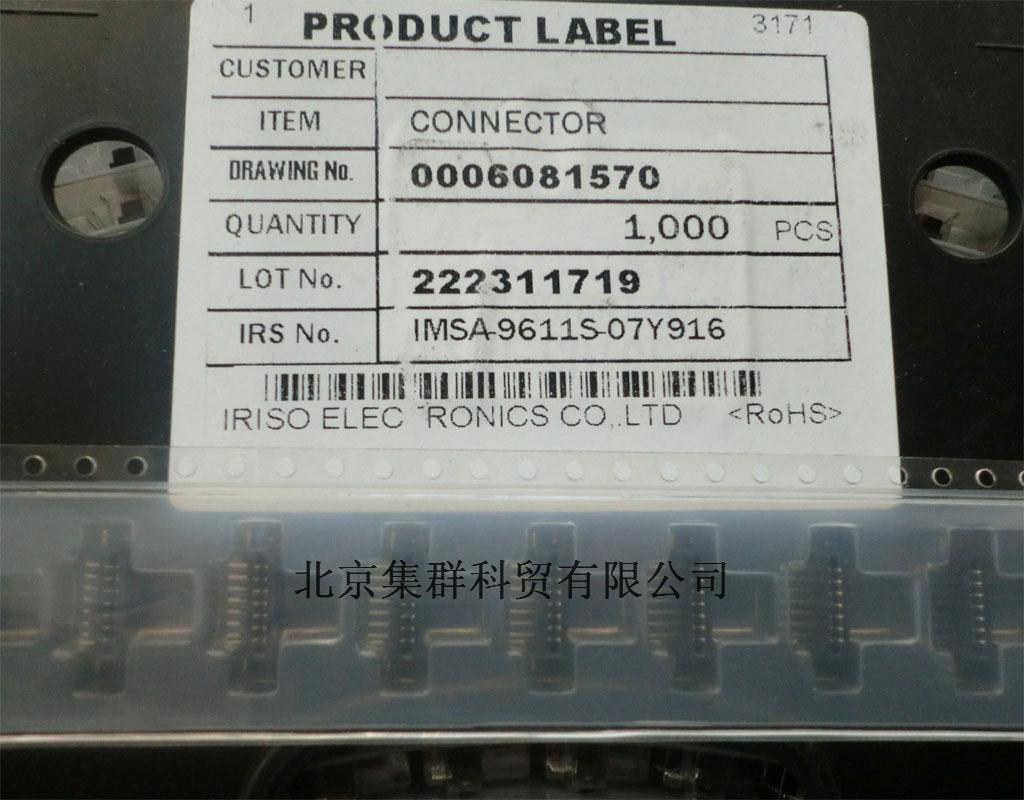 1 PRODUCT LABEL 3171
CUSTOMER
ITEM CONNECTOR
DRAWING No. 0006081570
QUANTITY 1,000 PCS
LOT No. 222311719
IRS No. IMSA-9611S-07Y916
IRISO ELEC RONICS CO,.LTD <RoHS>
北京集群科贸有限公司